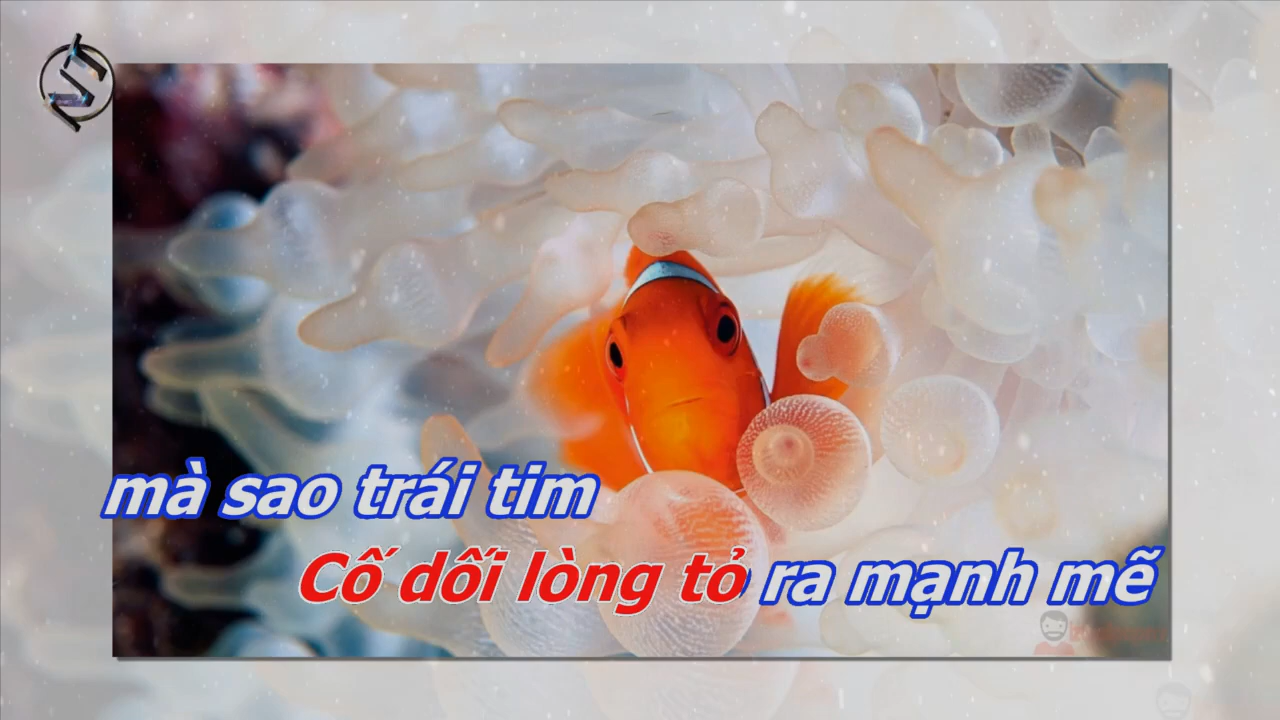 mà sao trái tim
Cố dối lòng tỏ ra mạnh mẽ